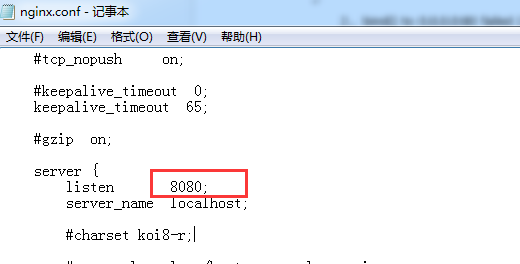 nginx.conf - 记事本
文件(F) 编辑(E) 格式(O) 查看(V) 帮助(H)
#tcp_nopush     on;
#keepalive_timeout  0;
keepalive_timeout  65;
#gzip  on;
server {
listen       8080;
server_name  localhost;
#charset koi8-r;